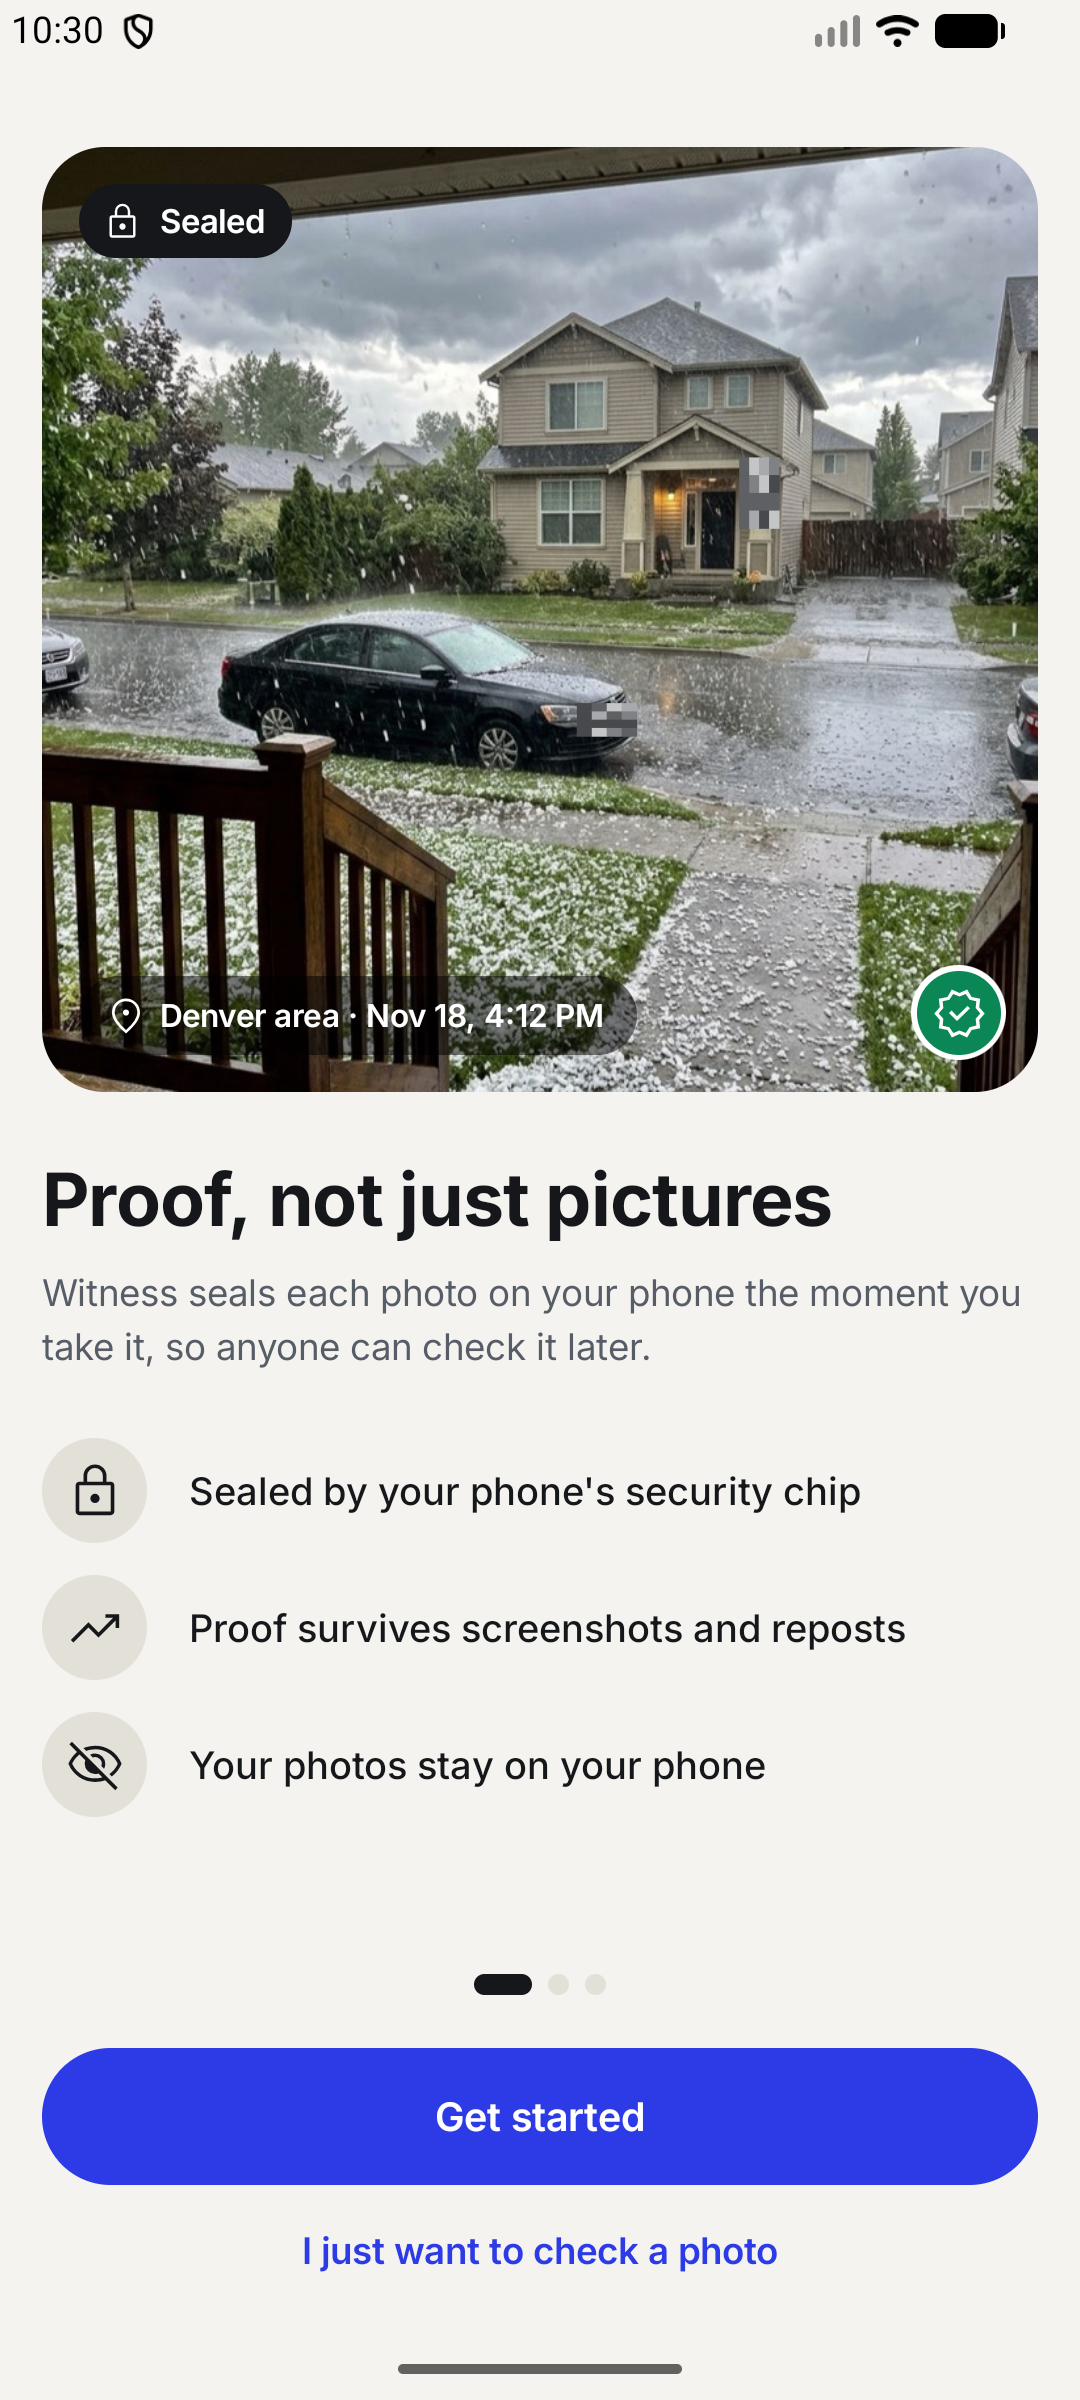 10:30
Sealed
Denver area · Nov 18, 4:12 PM
Proof, not just pictures
Witness seals each photo on your phone the moment you
take it, so anyone can check it later.
Sealed by your phone's security chip
Proof survives screenshots and reposts
Your photos stay on your phone
Get started
I just want to check a photo